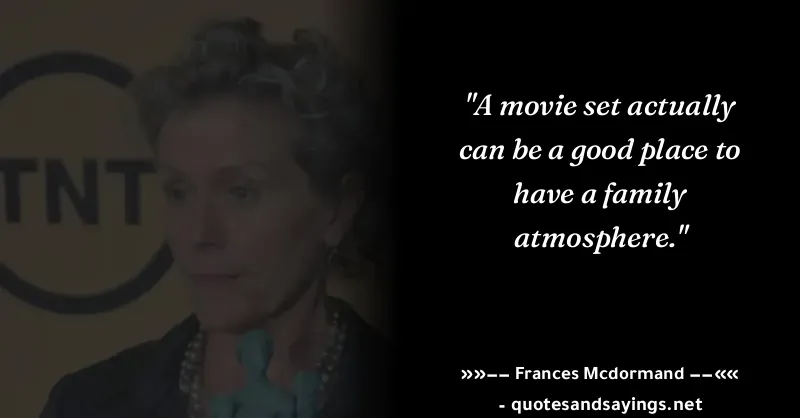 TNT
"A movie set actually
can be a good place to
have a family
atmosphere."
»»–– Frances Mcdormand ––««
- quotesandsayings.net